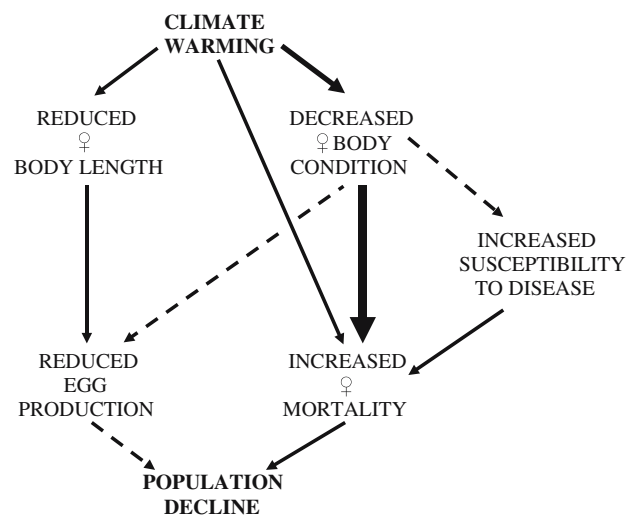 CLIMATE
WARMING
REDUCED
♀
BODY LENGTH
DECREASED
♀ BODY
CONDITION
INCREASED
SUSCEPTIBILITY
TO DISEASE
REDUCED
EGG
PRODUCTION
INCREASED
♀
MORTALITY
POPULATION
DECLINE